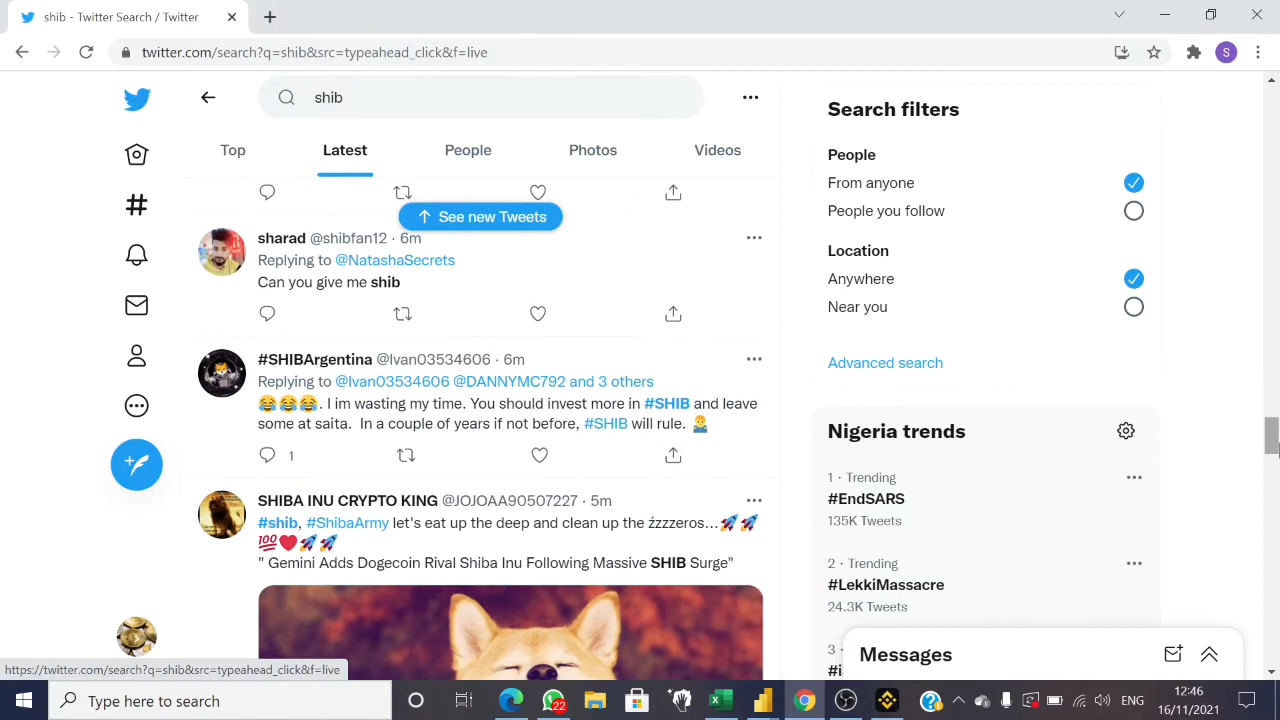 shib - Twitter Search / Twitter
twitter.com/search?q=shib&src=typeahead_click&f=live
S
shib
Top
Latest
People
Photos
Videos
See new Tweets
sharad @shibfan12 · 6m
Replying to @NatashaSecrets
Can you give me shib
#SHIBArgentina @Ivan03534606 · 6m
Replying to @Ivan03534606 @DANNYMC792 and 3 others
😂😂😂. I im wasting my time. You should invest more in #SHIB and leave
some at saita. In a couple of years if not before, #SHIB will rule. 🤷
1
SHIBA INU CRYPTO KING @JOJOAA90507227 · 5m
#shib, #ShibaArmy let's eat up the deep and clean up the źzzzeros...🚀🚀
💯❤️🚀🚀
" Gemini Adds Dogecoin Rival Shiba Inu Following Massive SHIB Surge"
Search filters
People
From anyone
People you follow
Location
Anywhere
Near you
Advanced search
Nigeria trends
1 · Trending
#EndSARS
135K Tweets
2 · Trending
#LekkiMassacre
24.3K Tweets
3 ·
Messages
https://twitter.com/search?q=shib&src=typeahead_click&f=live
Type here to search
22
ENG
12:46
16/11/2021